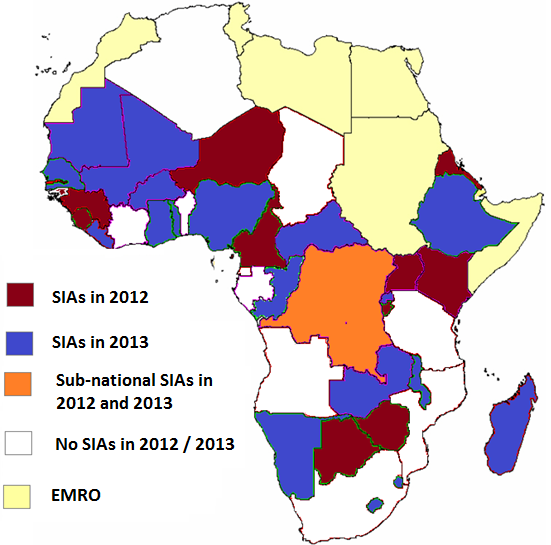 SIAs in 2012
SIAs in 2013
Sub-national SIAs in
2012 and 2013
No SIAs in 2012 / 2013
EMRO